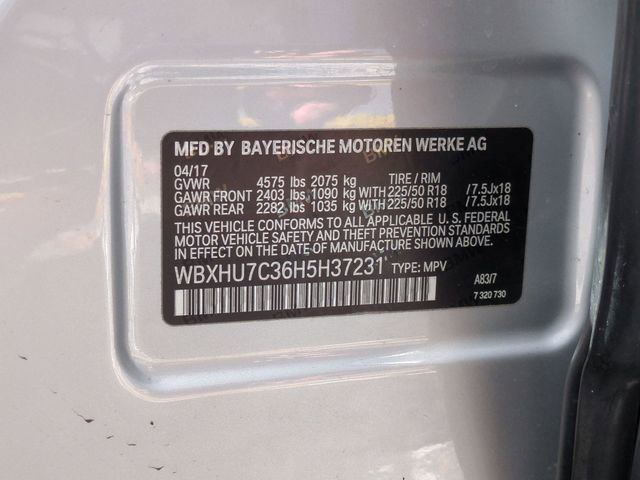 MFD BY BAYERISCHE MOTOREN WERKE AG
04/17
GVWR 4575 lbs 2075 kg TIRE / RIM
GAWR FRONT 2403 lbs 1090 kg WITH 225/50 R18 /7.5Jx18
GAWR REAR 2282 lbs 1035 kg WITH 225/50 R18 /7.5Jx18
THIS VEHICLE CONFORMS TO ALL APPLICABLE U. S. FEDERAL
MOTOR VEHICLE SAFETY AND THEFT PREVENTION STANDARDS
IN EFFECT ON THE DATE OF MANUFACTURE SHOWN ABOVE.
WBXHU7C36H5H37231 TYPE: MPV
A83/7
7 320 730